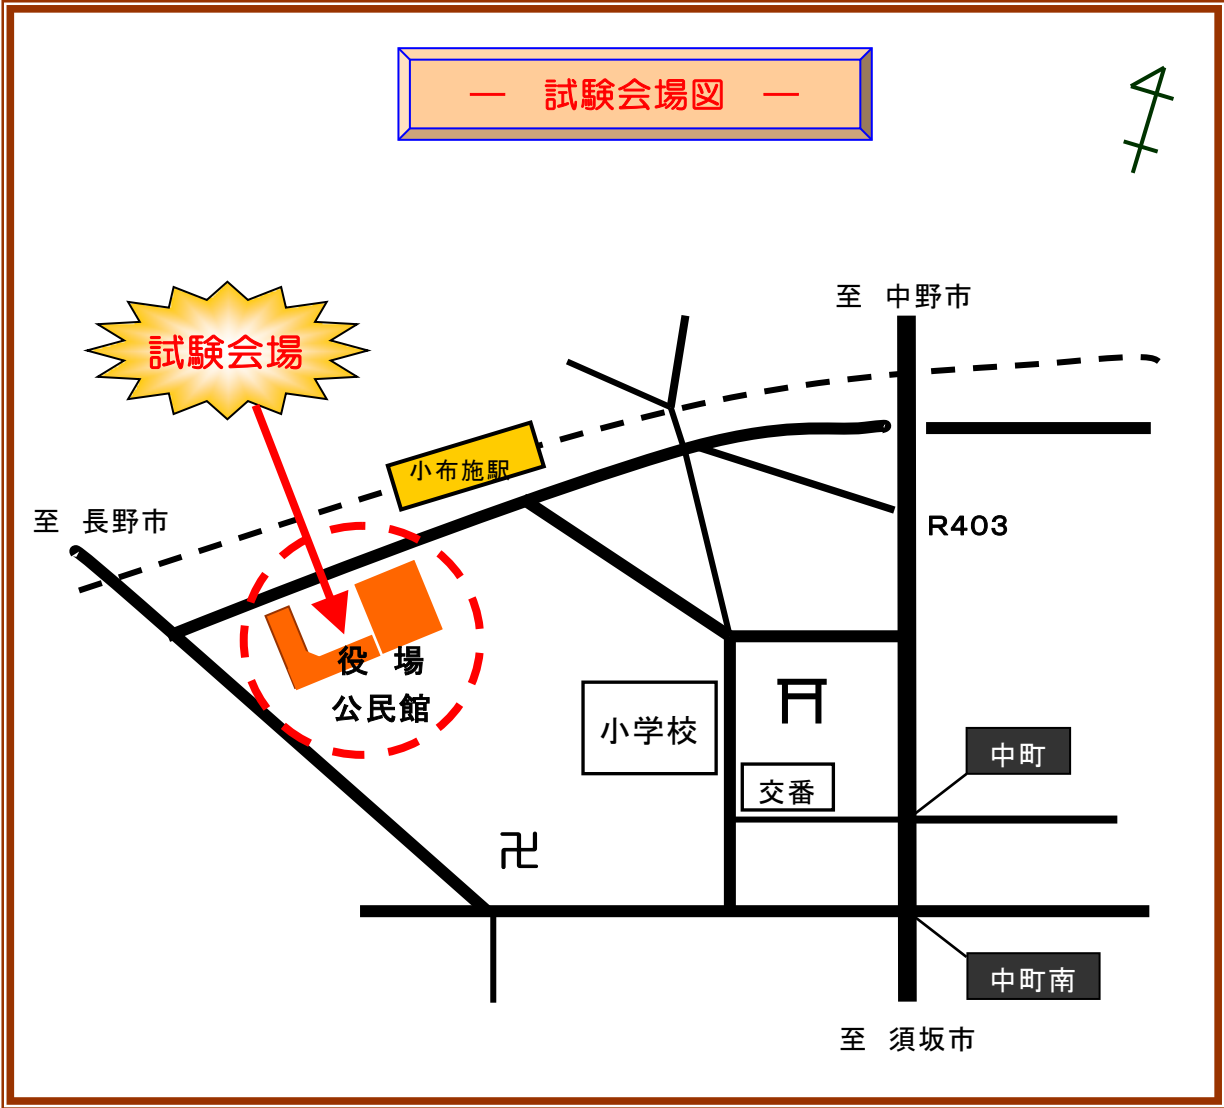 ― 試験会場図 ―
至 中野市
試験会場
小布施駅
至 長野市
R403
役 場
公民館
小学校
中町
交番
卍
中町南
至 須坂市